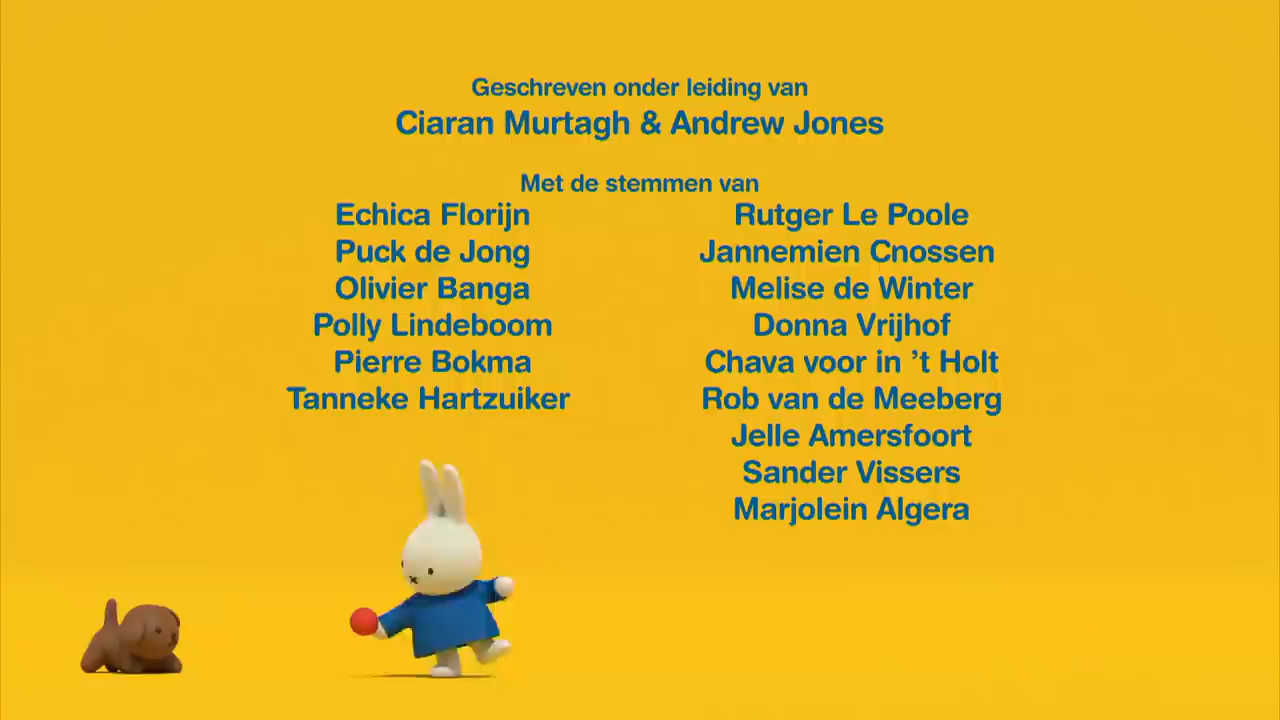 Geschreven onder leiding van
Ciaran Murtagh & Andrew Jones
Met de stemmen van
Echica Florijn
Puck de Jong
Olivier Banga
Polly Lindeboom
Pierre Bokma
Tanneke Hartzuiker
Rutger Le Poole
Jannemien Cnossen
Melise de Winter
Donna Vrijhof
Chava voor in ’t Holt
Rob van de Meeberg
Jelle Amersfoort
Sander Vissers
Marjolein Algera